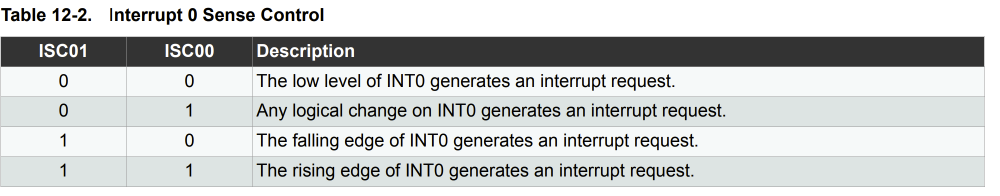 Table 12-2. Interrupt 0 Sense Control
ISC01 ISC00 Description
0 0 The low level of INT0 generates an interrupt request.
0 1 Any logical change on INT0 generates an interrupt request.
1 0 The falling edge of INT0 generates an interrupt request.
1 1 The rising edge of INT0 generates an interrupt request.